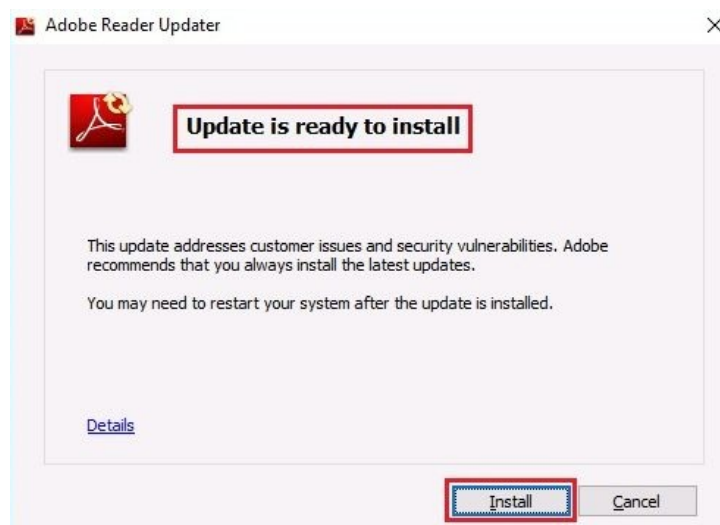 Adobe Reader Updater
Update is ready to install
This update addresses customer issues and security vulnerabilities. Adobe
recommends that you always install the latest updates.
You may need to restart your system after the update is installed.
Details
Install
Cancel